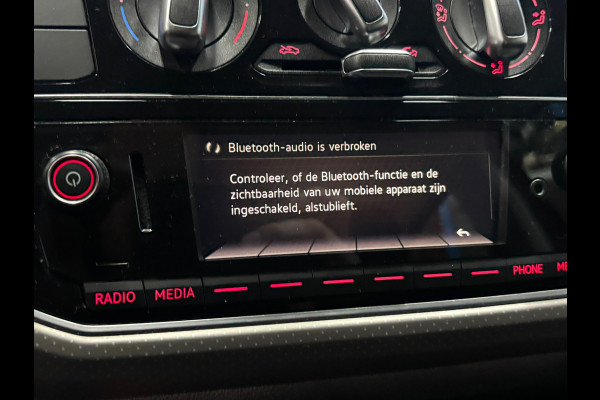 Bluetooth-audio is verbroken
Controleer, of de Bluetooth-functie en de
zichtbaarheid van uw mobiele apparaat zijn
ingeschakeld, alstublieft.
RADIO MEDIA PHONE